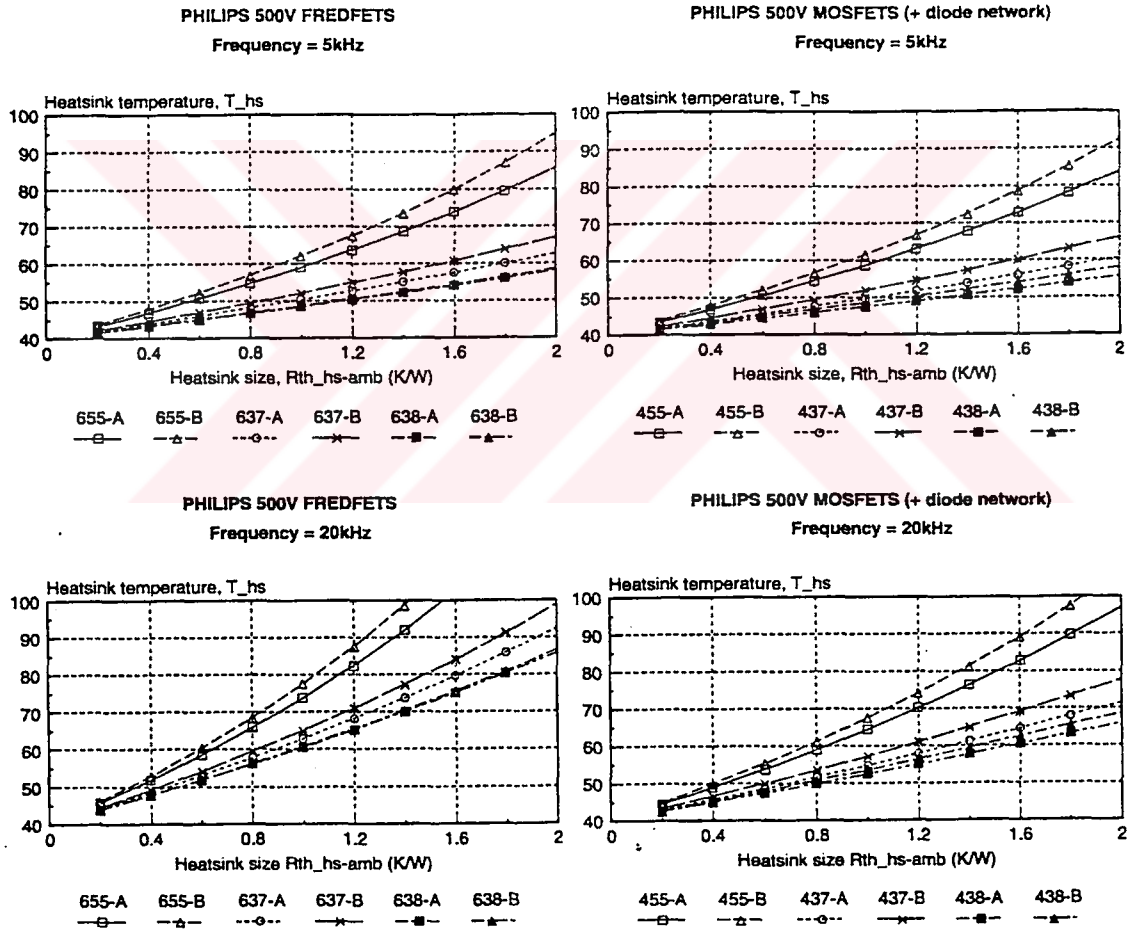 PHILIPS 500V FREDFETS
Frequency = 5kHz
Heatsink temperature, T_hs
100
90
80
70
60
50
40
0
0.4
0.8
1.2
1.6
2
Heatsink size, Rth_hs-amb (K/W)
655-A 655-B 637-A 637-B 638-A 638-B
PHILIPS 500V MOSFETS (+ diode network)
Frequency = 5kHz
Heatsink temperature, T_hs
100
90
80
70
60
50
40
0
0.4
0.8
1.2
1.6
2
Heatsink size, Rth_hs-amb (K/W)
455-A 455-B 437-A 437-B 438-A 438-B
PHILIPS 500V FREDFETS
Frequency = 20kHz
Heatsink temperature, T_hs
100
90
80
70
60
50
40
0
0.4
0.8
1.2
1.6
2
Heatsink size Rth_hs-amb (K/W)
655-A 655-B 637-A 637-B 638-A 638-B
PHILIPS 500V MOSFETS (+ diode network)
Frequency = 20kHz
Heatsink temperature, T_hs
100
90
80
70
60
50
40
0
0.4
0.8
1.2
1.6
2
Heatsink size Rth_hs-amb (K/W)
455-A 455-B 437-A 437-B 438-A 438-B